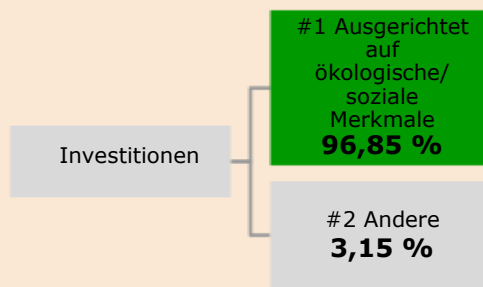 #1 Ausgerichtet
auf
ökologische/
soziale
Merkmale
96,85 %
Investitionen
#2 Andere
3,15 %